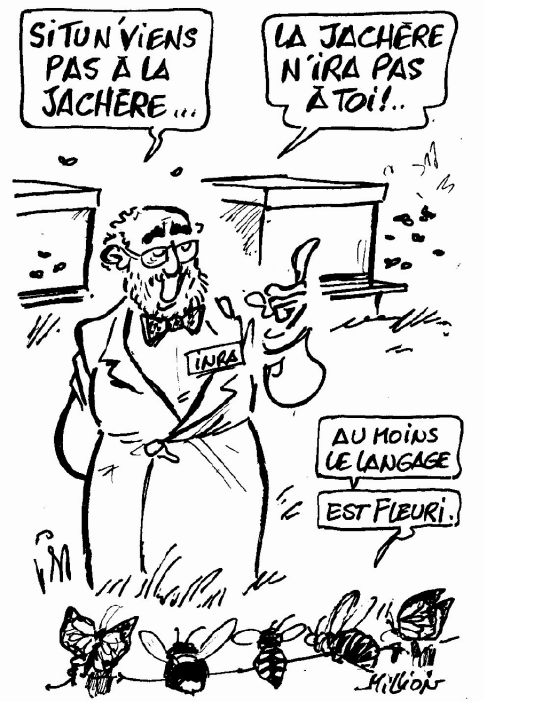 SI TU N'VIENS
PAS À LA
JACHÈRE...
LA JACHÈRE
N'IRA PAS
À TOI!..
INRA
AU MOINS
LE LANGAGE
EST FLEURI.
MILLION